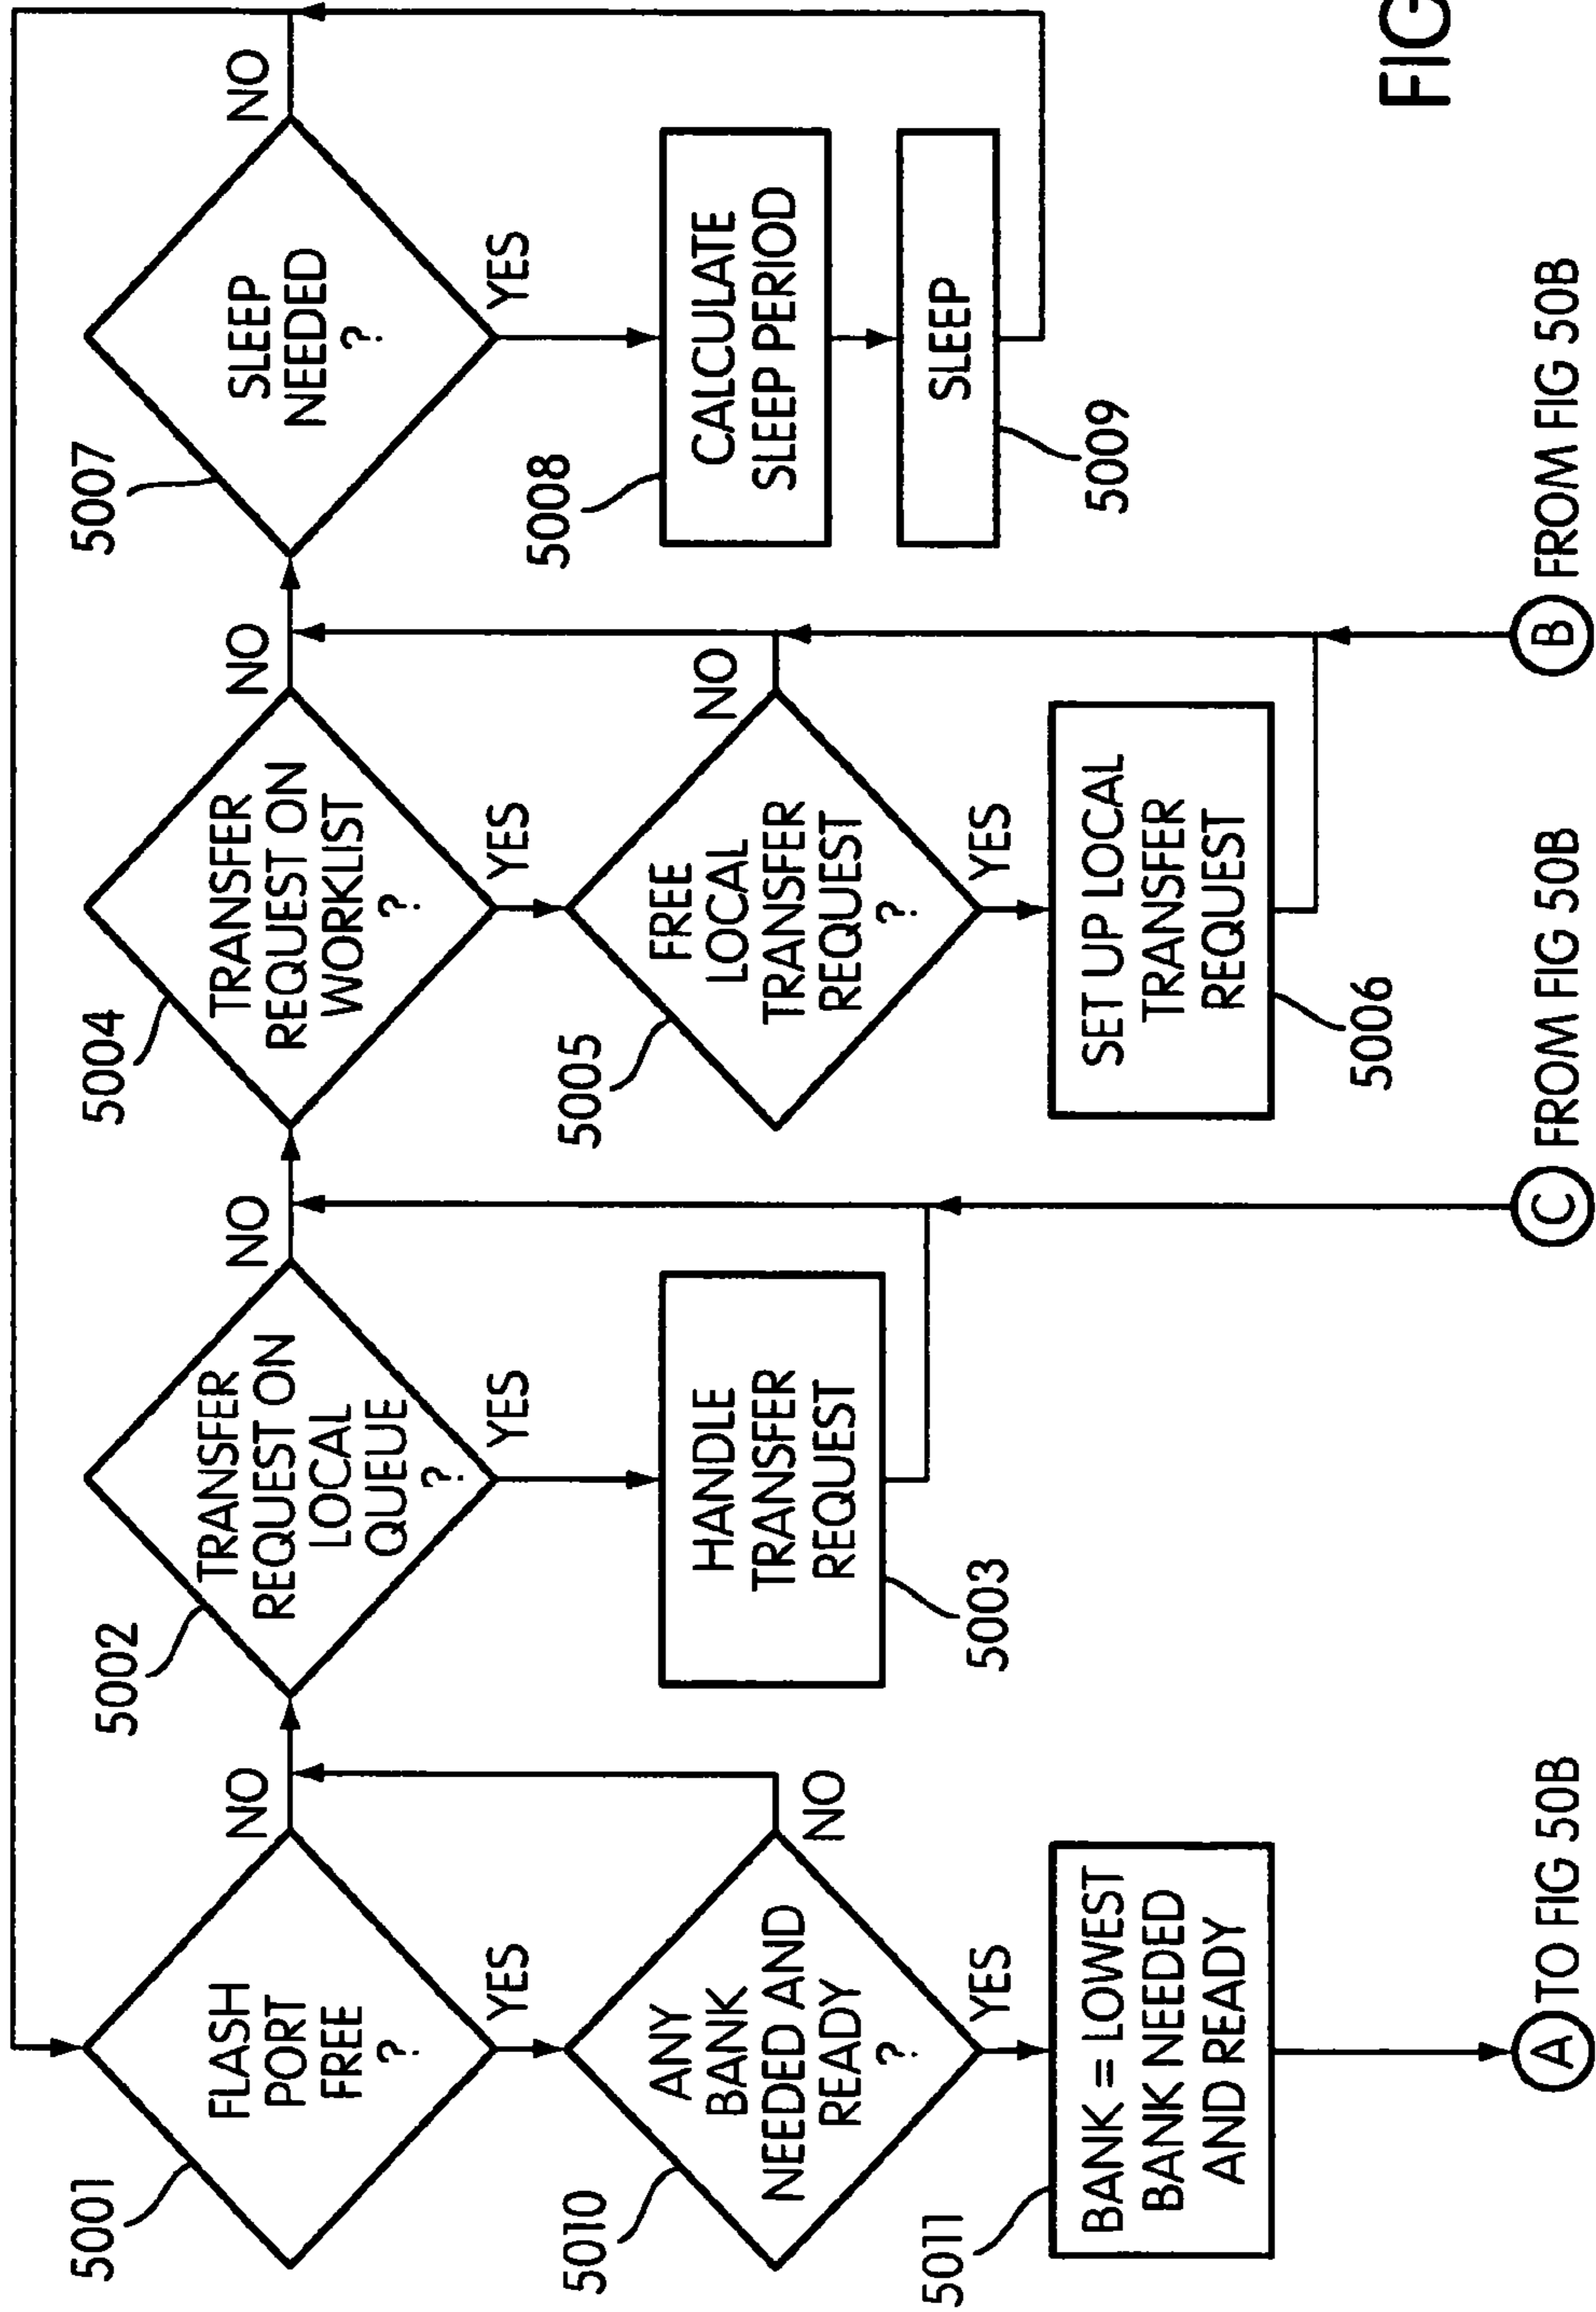 5001
FLASH
PORT
FREE
?
NO
YES
5010
ANY
BANK
NEEDED AND
READY
?
NO
YES
5011
BANK = LOWEST
BANK NEEDED
AND READY
A TO FIG 50B
5002
TRANSFER
REQUEST ON
LOCAL
QUEUE
?
NO
YES
HANDLE
TRANSFER
REQUEST
5003
C FROM FIG 50B
5004
TRANSFER
REQUEST ON
WORKLIST
?
NO
YES
5005
FREE
LOCAL
TRANSFER
REQUEST
?
NO
YES
SET UP LOCAL
TRANSFER
REQUEST
5006
B FROM FIG 50B
5007
SLEEP
NEEDED
?
NO
YES
5008
CALCULATE
SLEEP PERIOD
SLEEP
5009
FIG